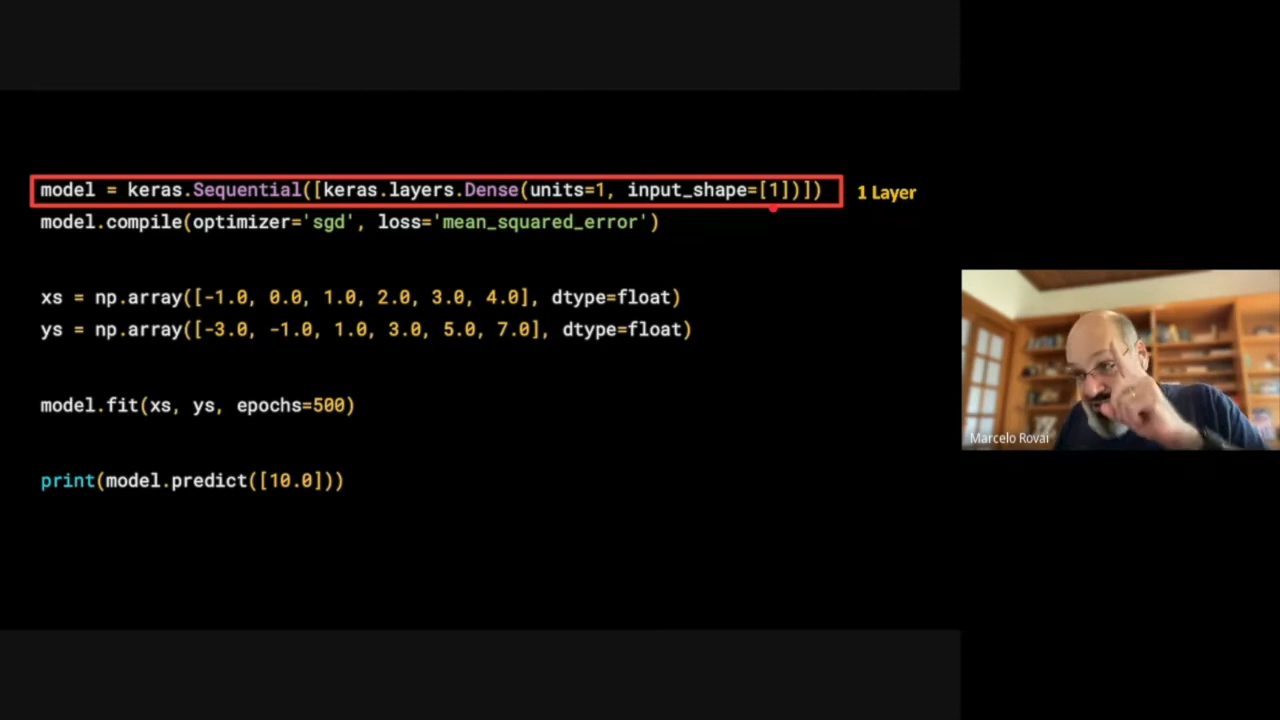 model = keras.Sequential([keras.layers.Dense(units=1, input_shape=[1])])
1 Layer
model.compile(optimizer='sgd', loss='mean_squared_error')
xs = np.array([-1.0, 0.0, 1.0, 2.0, 3.0, 4.0], dtype=float)
ys = np.array([-3.0, -1.0, 1.0, 3.0, 5.0, 7.0], dtype=float)
model.fit(xs, ys, epochs=500)
Marcelo Rovai
print(model.predict([10.0]))